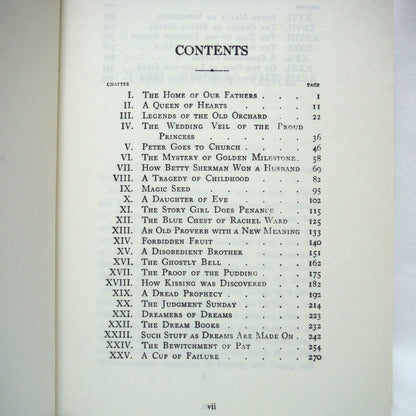 CONTENTS
CHAPTER PAGE
I. The Home of Our Fathers . . . 1
II. A Queen of Hearts . . . . 11
III. Legends of the Old Orchard . . 22
IV. The Wedding Veil of the Proud
Princess . . . . . 36
V. Peter Goes to Church . . . . 46
VI. The Mystery of Golden Milestone. 58
VII. How Betty Sherman Won a Husband 69
VIII. A Tragedy of Childhood . . . 82
IX. Magic Seed . . . . . 95
X. A Daughter of Eve . . . . 102
XI. The Story Girl Does Penance . . 115
XII. The Blue Chest of Rachel Ward . 125
XIII. An Old Proverb with a New Meaning 133
XIV. Forbidden Fruit . . . . 140
XV. A Disobedient Brother . . . 151
XVI. The Ghostly Bell . . . . 162
XVII. The Proof of the Pudding . . . 175
XVIII. How Kissing was Discovered . . 182
XIX. A Dread Prophecy . . . . 192
XX. The Judgment Sunday . . . 214
XXI. Dreamers of Dreams . . . . 223
XXII. The Dream Books . . . . 232
XXIII. Such Stuff as Dreams Are Made On . 242
XXIV. The Bewitchment of Pat . . . 254
XXV. A Cup of Failure . . . . 270
vii